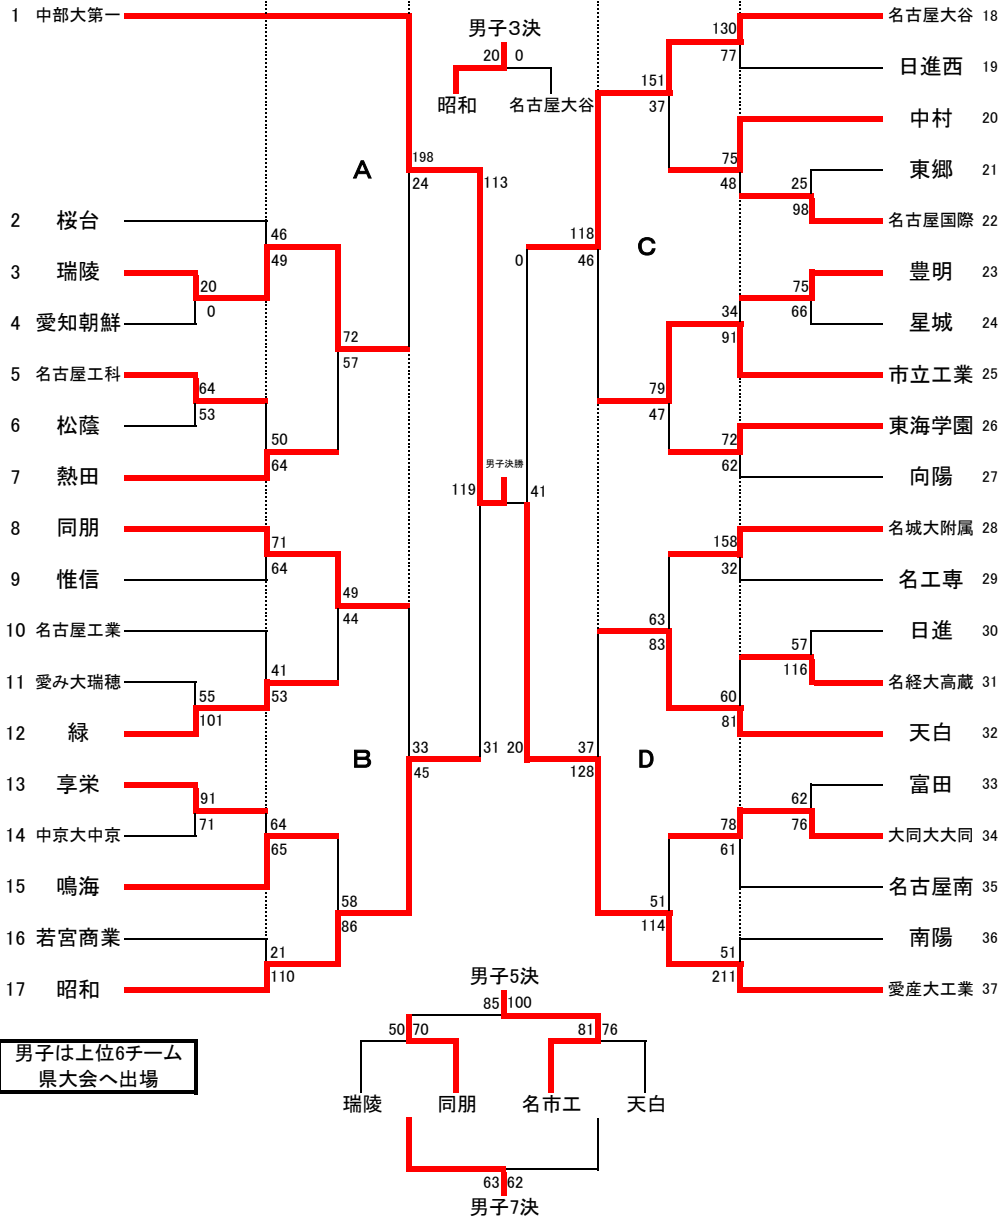 1 中部大第一
2 桜台
3 瑞陵
4 愛知朝鮮
5 名古屋工科
6 松蔭
7 熱田
8 同朋
9 惟信
10 名古屋工業
11 愛み大瑞穂
12 緑
13 享栄
14 中京大中京
15 鳴海
16 若宮商業
17 昭和
46
49
20
0
64
53
50
64
72
57
71
64
49
44
41
53
55
101
91
71
64
65
58
86
21
110
A
198
24
B
33
45
113
31
119
男子決勝
41
0
20
男子3決
20 0
昭和 名古屋大谷
C
118
46
D
37
128
151
37
130
77
75
48
25
98
75
66
34
91
79
47
72
62
158
32
63
83
57
116
60
81
62
76
78
61
51
114
51
211
名古屋大谷 18
日進西 19
中村 20
東郷 21
名古屋国際 22
豊明 23
星城 24
市立工業 25
東海学園 26
向陽 27
名城大附属 28
名工専 29
日進 30
名経大高蔵 31
天白 32
富田 33
大同大大同 34
名古屋南 35
南陽 36
愛産大工業 37
男子は上位6チーム
県大会へ出場
男子5決
85 100
50 70 81 76
瑞陵 同朋 名市工 天白
63 62
男子7決